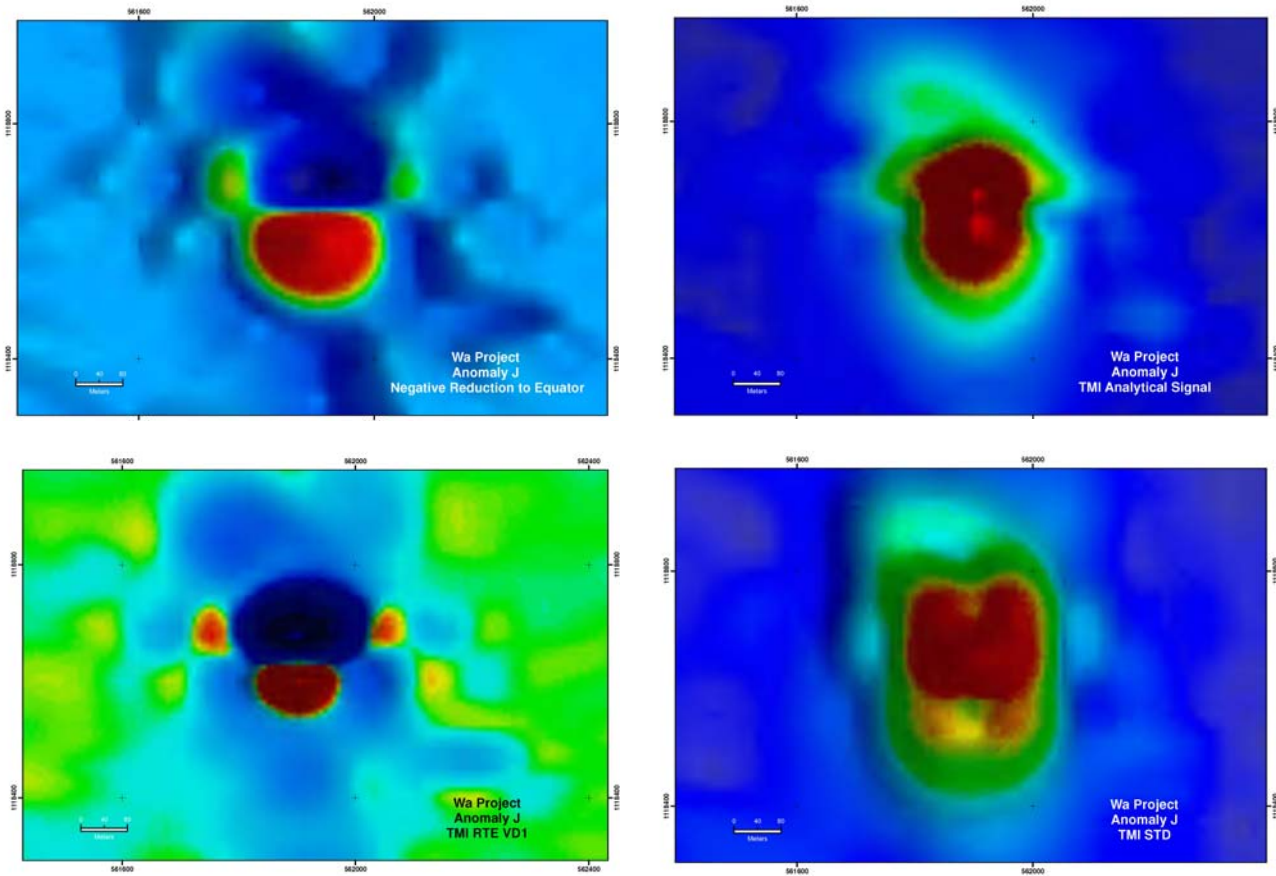 561600 562000
1118800
1118400
0 40 80
Meters
Wa Project
Anomaly J
Negative Reduction to Equator
561600 562000
1118800
1118400
0 40 80
Meters
Wa Project
Anomaly J
TMI Analytical Signal
561600 562000 562400
1118800
1118400
0 40 80
Meters
Wa Project
Anomaly J
TMI RTE VD1
561600 562000 562400
561600 562000
1118800
1118400
0 40 80
Meters
Wa Project
Anomaly J
TMI STD
561600 562000